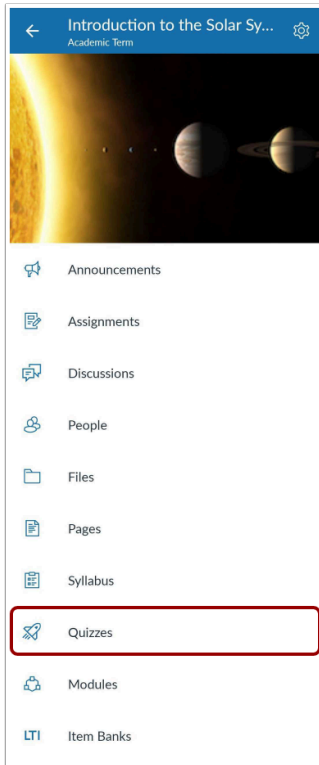 Introduction to the Solar Sy...
Academic Term
Announcements
Assignments
Discussions
People
Files
Pages
Syllabus
Quizzes
Modules
LTI Item Banks